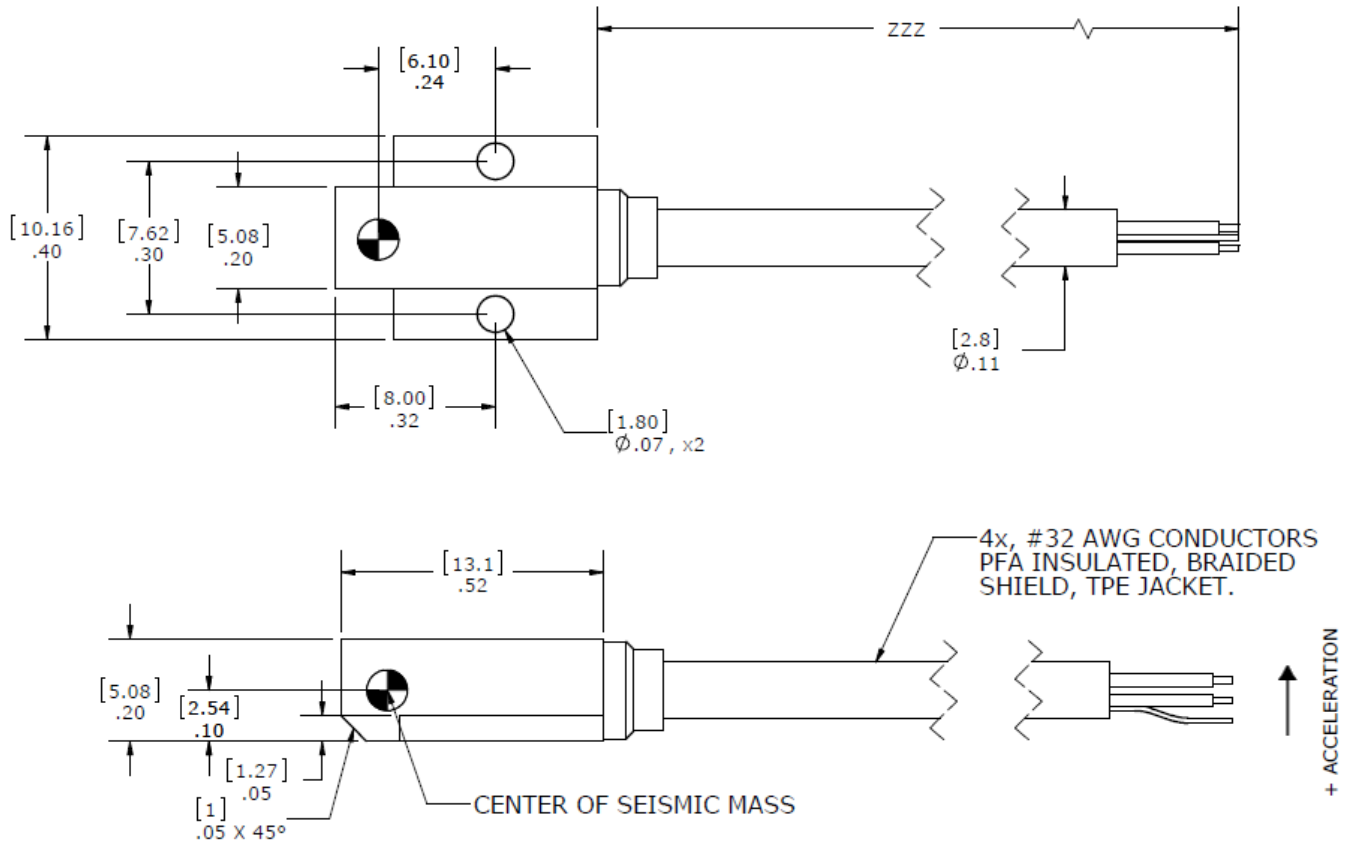 ZZZ
[6.10]
.24
[10.16]
.40
[7.62]
.30
[5.08]
.20
[2.8]
Ø.11
[8.00]
.32
[1.80]
Ø.07, x2
4x, #32 AWG CONDUCTORS
PFA INSULATED, BRAIDED
SHIELD, TPE JACKET.
[13.1]
.52
[5.08]
.20
[2.54]
.10
[1.27]
.05
[1]
.05 X 45°
CENTER OF SEISMIC MASS
+ ACCELERATION